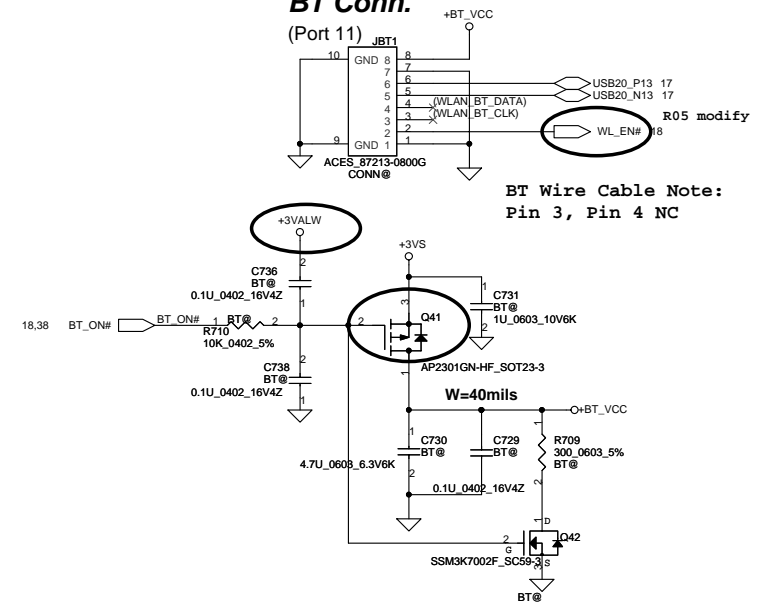 BT Conn.
(Port 11)
+BT_VCC
JBT1
10 GND 8 8
7 7
6 6 USB20_P13 17
5 5 USB20_N13 17
4 4 (WLAN_BT_DATA)
3 3 (WLAN_BT_CLK)
R05 modify
2 2 WL_EN# 18
9 GND 1 1
ACES_87213-0800G
CONN@
BT Wire Cable Note:
Pin 3, Pin 4 NC
+3VALW
+3VS
2
C736
BT@
0.1U_0402_16V4Z
1
3
1
C731
BT@
1U_0603_10V6K
2
18,38 BT_ON# BT_ON# 1 BT@ 2
R710
10K_0402_5%
2 Q41
AP2301GN-HF_SOT23-3
1
2
C738
BT@
0.1U_0402_16V4Z
1
W=40mils
+BT_VCC
1
C730
BT@
4.7U_0603_6.3V6K
2
C729
BT@
0.1U_0402_16V4Z
1
R709
300_0603_5%
BT@
2
1 D
2 G
Q42
SSM3K7002F_SC59-3
3 S
BT@